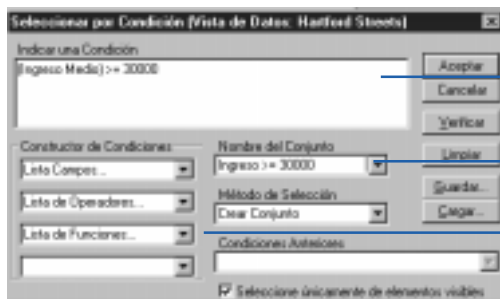 Seleccionar por Condición (Vista de Datos: Hartford Streets)
Indicar una Condición
[Ingreso Medio] >= 30000
Aceptar
Cancelar
Verificar
Limpiar
Guardar...
Cargar...
Constructor de Condiciones
Lista Campos...
Lista de Operadores...
Lista de Funciones...
Nombre del Conjunto
Ingreso >= 30000
Método de Selección
Crear Conjunto
Condiciones Anteriores
Seleccione únicamente de elementos visibles